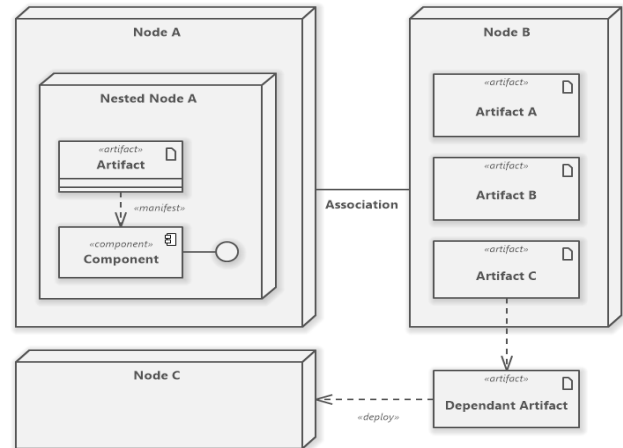 Node A
Nested Node A
«artifact»
Artifact
«manifest»
«component»
Component
Association
Node B
«artifact»
Artifact A
«artifact»
Artifact B
«artifact»
Artifact C
Node C
«deploy»
«artifact»
Dependant Artifact